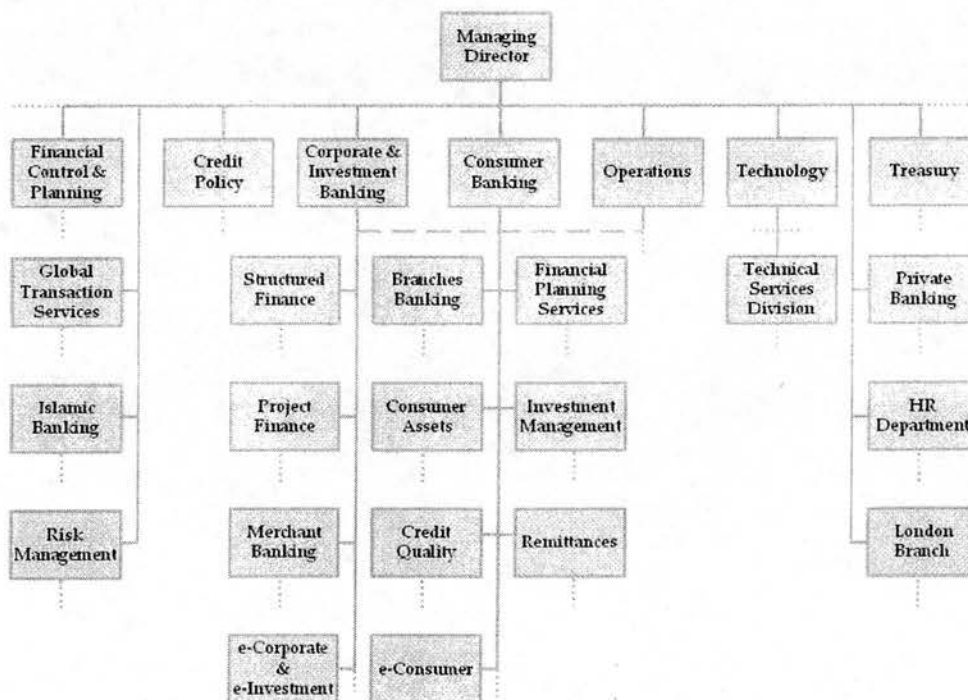 Managing
Director
Financial
Control &
Planning
Credit
Policy
Corporate &
Investment
Banking
Consumer
Banking
Operations
Technology
Treasury
Global
Transaction
Services
Structured
Finance
Branches
Banking
Financial
Planning
Services
Technical
Services
Division
Private
Banking
Islamic
Banking
Project
Finance
Consumer
Assets
Investment
Management
HR
Department
Risk
Management
Merchant
Banking
Credit
Quality
Remittances
London
Branch
e-Corporate
&
e-Investment
e-Consumer